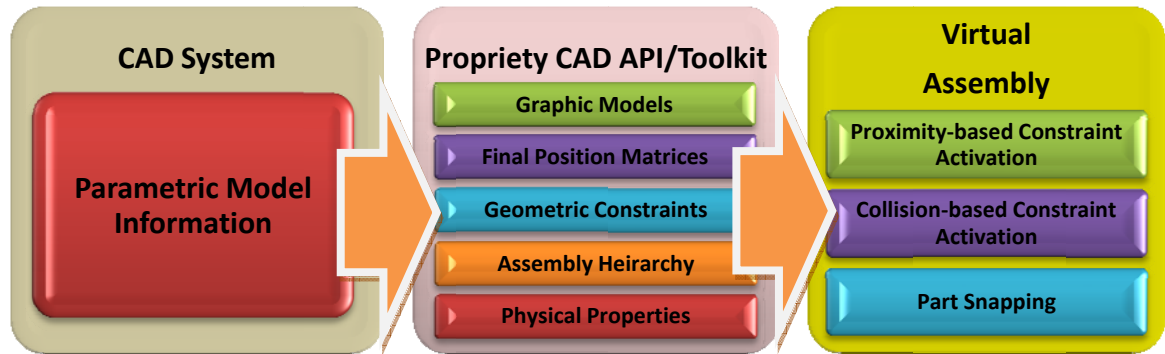 CAD System
Parametric Model
Information
Propriety CAD API/Toolkit
Graphic Models
Final Position Matrices
Geometric Constraints
Assembly Heirarchy
Physical Properties
Virtual
Assembly
Proximity-based Constraint
Activation
Collision-based Constraint
Activation
Part Snapping